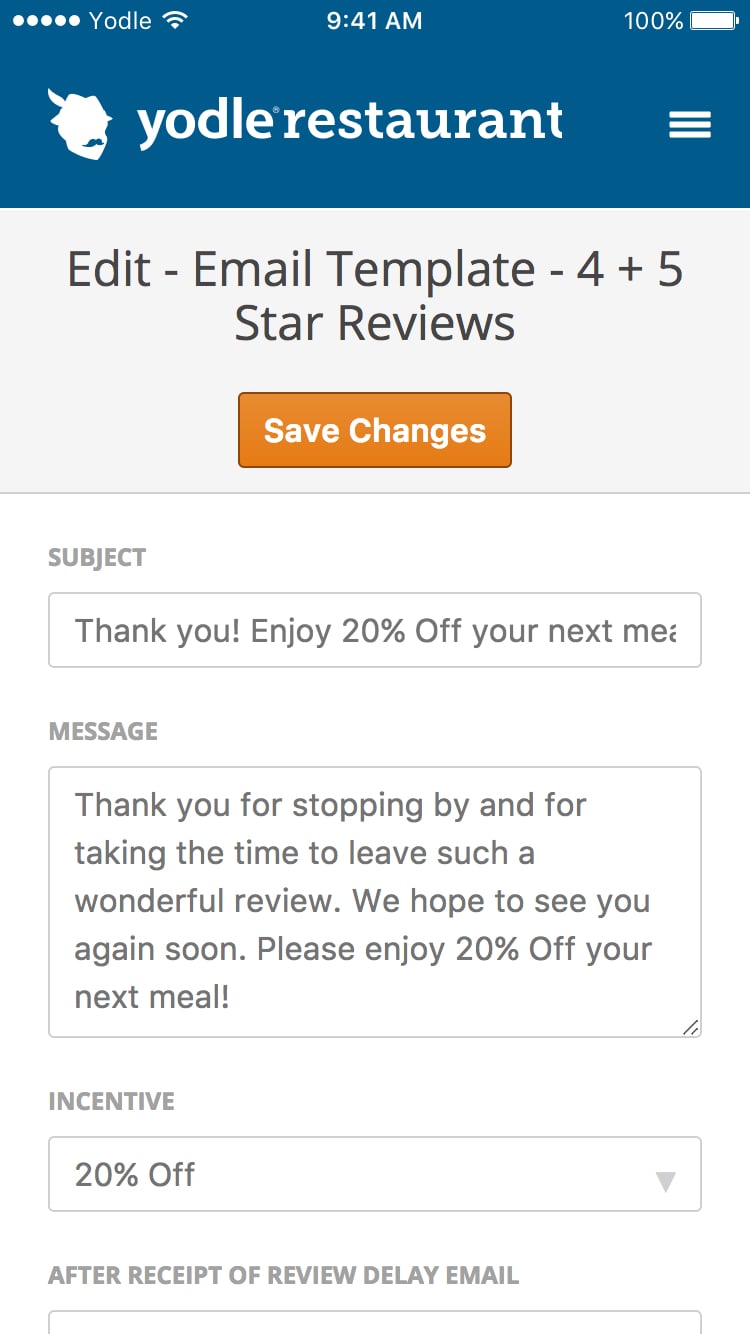 Yodle 9:41 AM 100%
yodle® restaurant
Edit - Email Template - 4 + 5
Star Reviews
Save Changes
SUBJECT
Thank you! Enjoy 20% Off your next mea
MESSAGE
Thank you for stopping by and for
taking the time to leave such a
wonderful review. We hope to see you
again soon. Please enjoy 20% Off your
next meal!
INCENTIVE
20% Off
AFTER RECEIPT OF REVIEW DELAY EMAIL